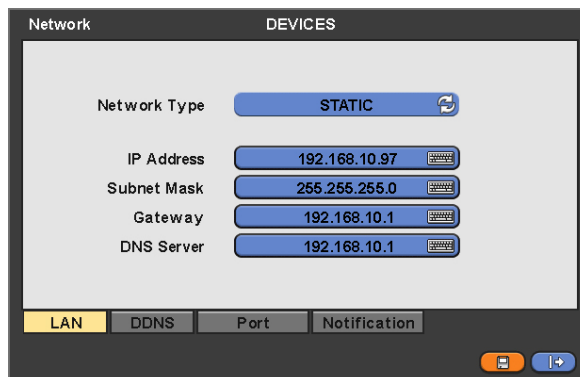 Network DEVICES
Network Type STATIC
IP Address 192.168.10.97
Subnet Mask 255.255.255.0
Gateway 192.168.10.1
DNS Server 192.168.10.1
LAN DDNS Port Notification